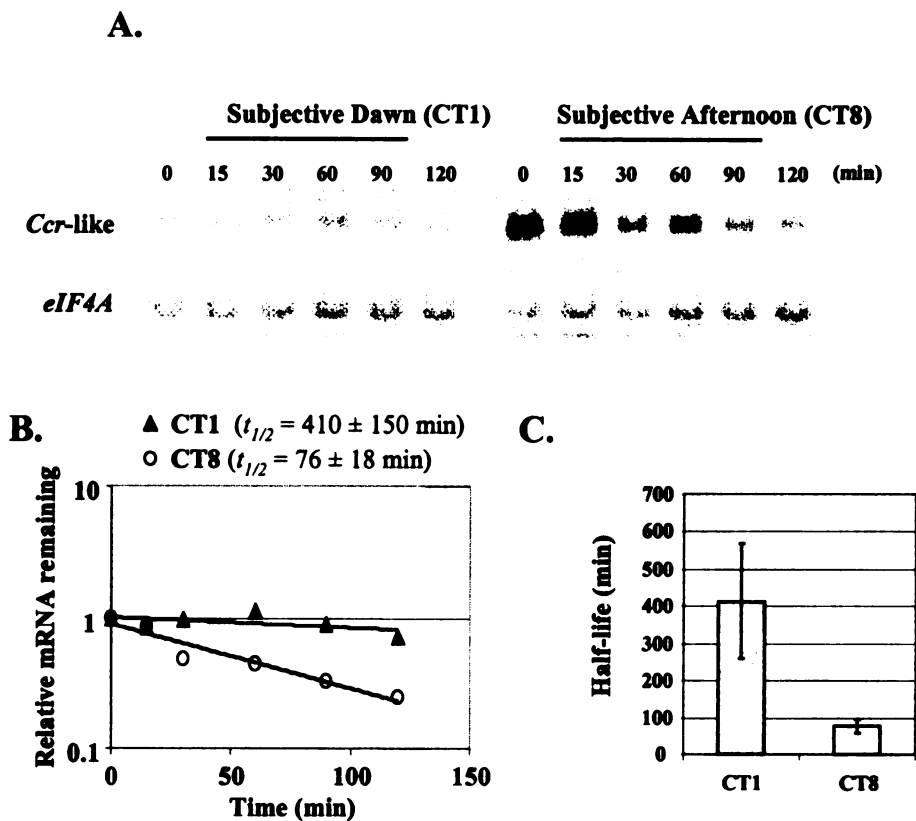 A.
Subjective Dawn (CT1) Subjective Afternoon (CT8)
0 15 30 60 90 120 0 15 30 60 90 120 (min)
Ccr-like
eIF4A
B.
▲ CT1 (t1/2 = 410 ± 150 min)
○ CT8 (t1/2 = 76 ± 18 min)
Relative mRNA remaining
10
1
0.1
0 50 100 150
Time (min)
C.
Half-life (min)
700
600
500
400
300
200
100
0
CT1 CT8